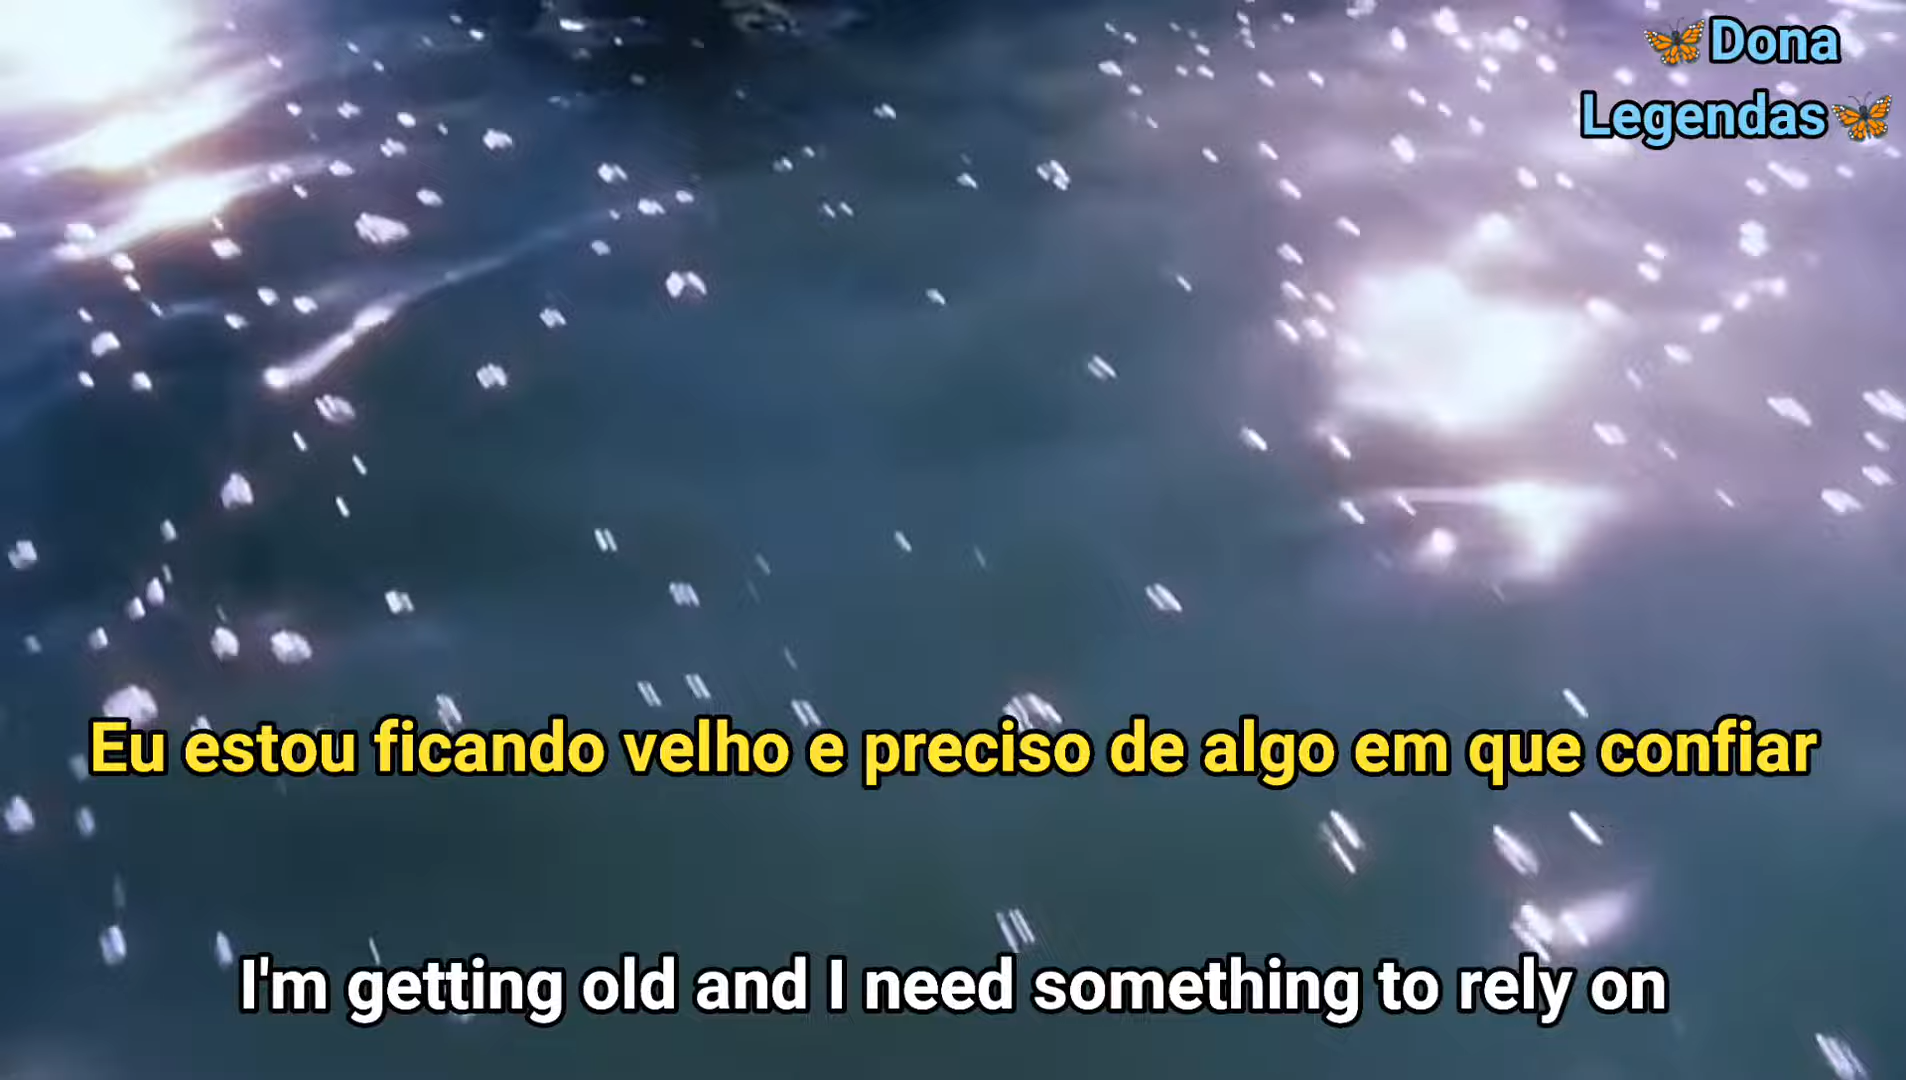 🦋Dona
Legendas🦋
Eu estou ficando velho e preciso de algo em que confiar
I'm getting old and I need something to rely on